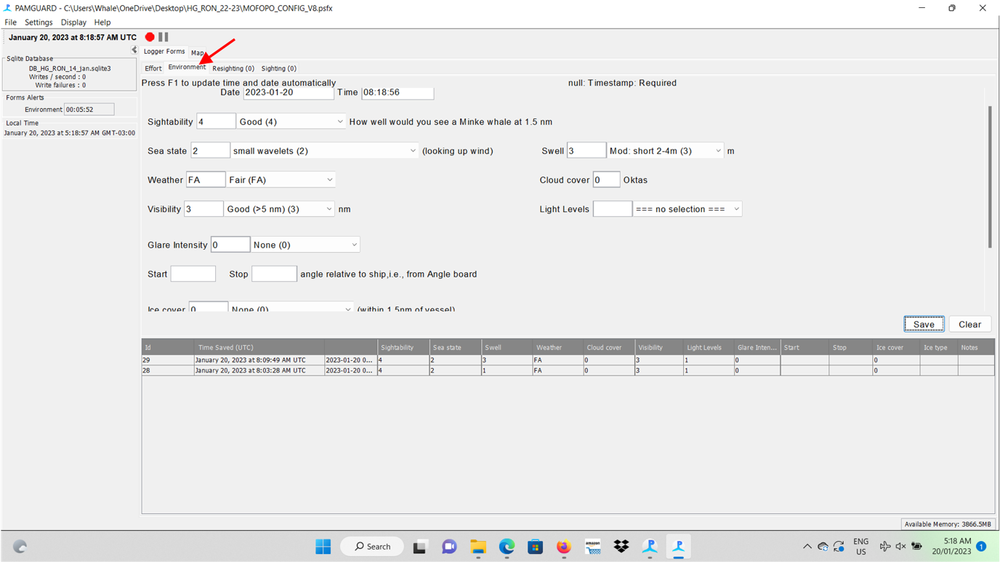 PAMGUARD - C:\Users\Whale\OneDrive\Desktop\HG_RON_22-23\MOFOPO_CONFIG_V8.psfx
File Settings Display Help
January 20, 2023 at 8:18:57 AM UTC
Sqlite Database
DB_HG_RON_14_jan.sqlite3
Writes / second : 0
Write failures : 0
Forms Alerts
Environment 00:05:52
Local Time
January 20, 2023 at 5:18:57 AM GMT-03:00
Logger Forms Map
Effort Environment Resighting (0) Sighting (0)
Press F1 to update time and date automatically null: Timestamp: Required
Date 2023-01-20 Time 08:18:56
Sightability 4 Good (4) How well would you see a Minke whale at 1.5 nm
Sea state 2 small wavelets (2) (looking up wind) Swell 3 Mod: short 2-4m (3) m
Weather FA Fair (FA) Cloud cover 0 Oktas
Visibility 3 Good (>5 nm) (3) nm Light Levels === no selection ===
Glare Intensity 0 None (0)
Start Stop angle relative to ship,i.e., from Angle board
Ice cover 0 None (0) (within 1.5nm of vessel)
Save Clear
Id Time Saved (UTC) Sightability Sea state Swell Weather Cloud cover Visibility Light Levels Glare Inten... Start Stop Ice cover Ice type Notes
29 January 20, 2023 at 8:09:49 AM UTC 2023-01-20 0... 4 2 3 FA 0 3 1 0 0
28 January 20, 2023 at 8:03:28 AM UTC 2023-01-20 0... 4 2 1 FA 0 3 1 0 0
Available Memory: 3866.5MB
Search
amazon
ENG
US
5:18 AM
20/01/2023
1